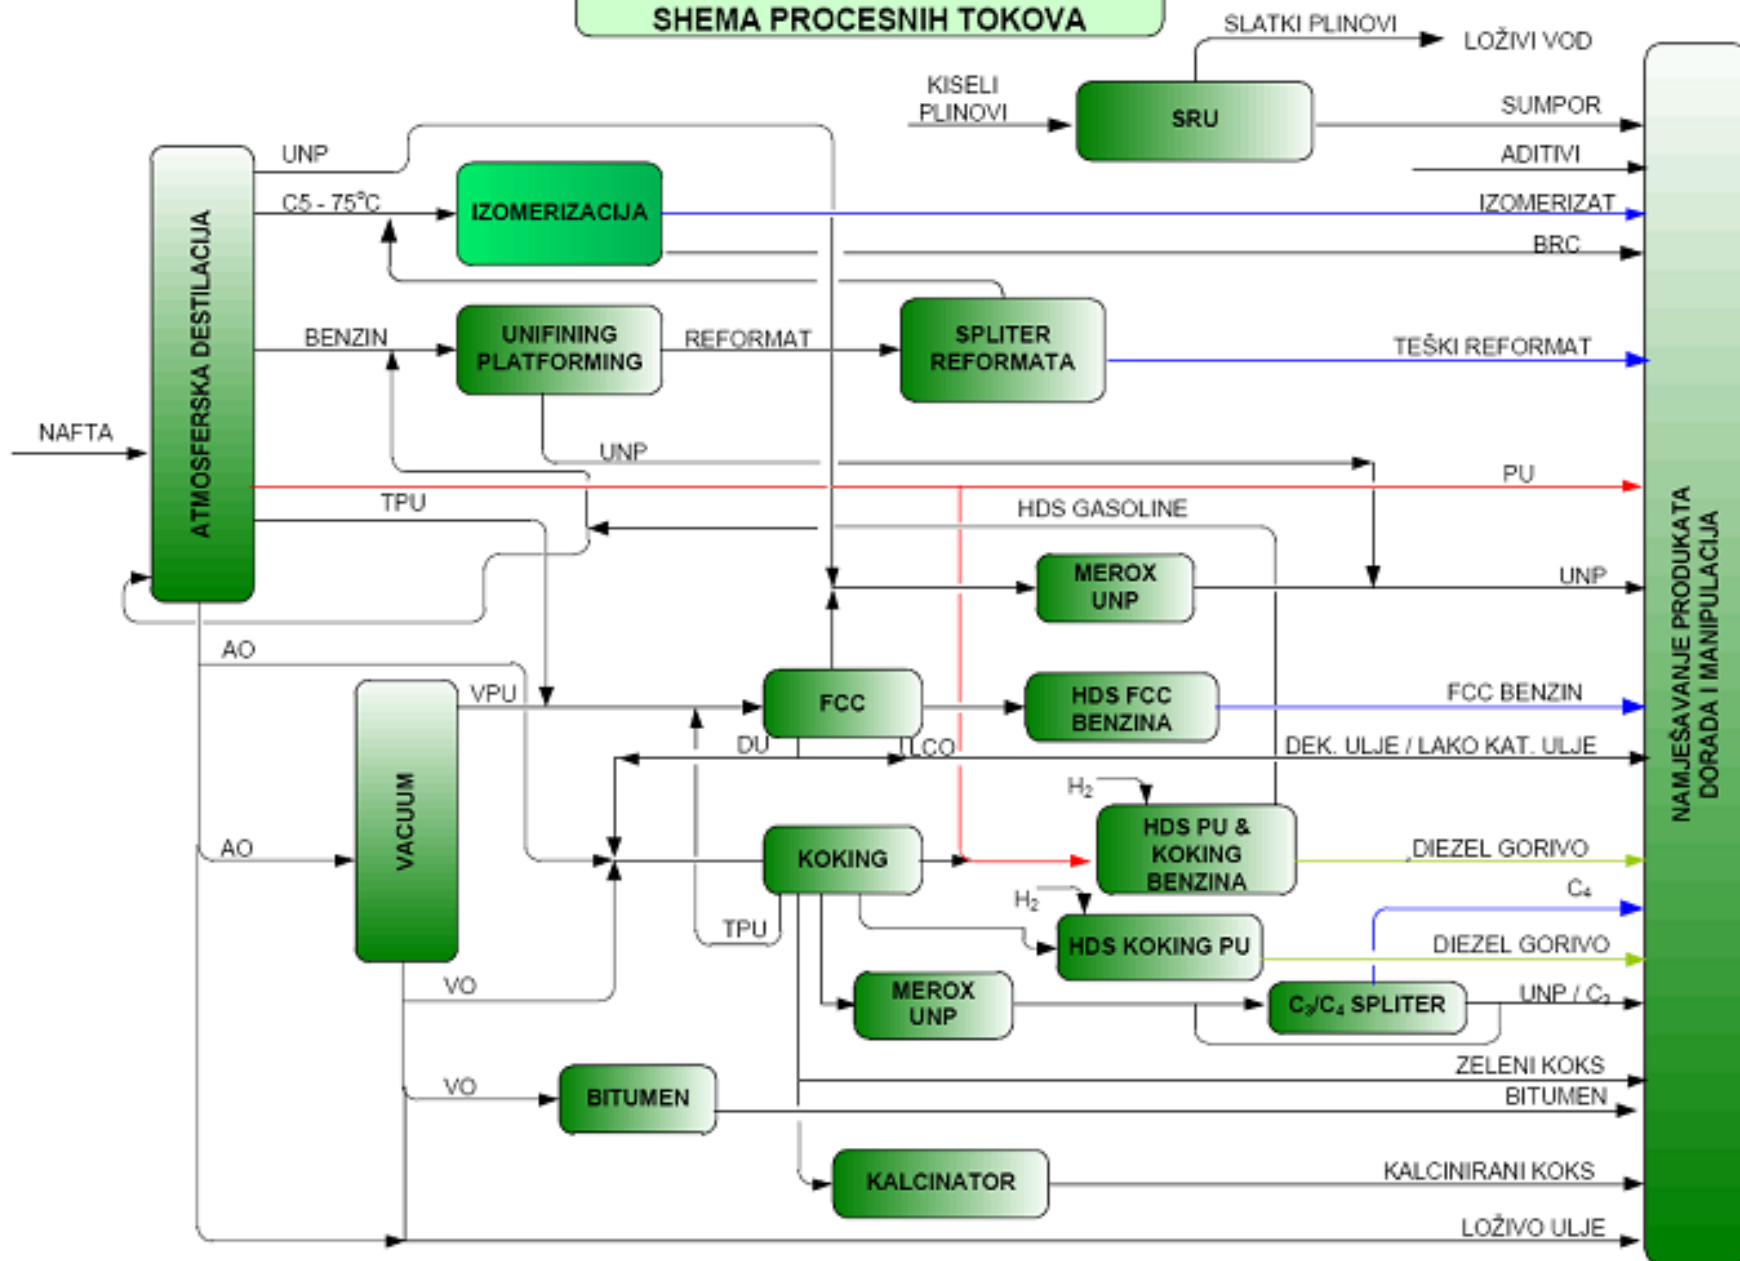 SHEMA PROCESNIH TOKOVA
SLATKI PLINOVI
LOŽIVI VOD
KISELI
PLINOVI
SRU
SUMPOR
ADITIVI
UNP
C5 - 75°C
IZOMERIZACIJA
IZOMERIZAT
BRC
ATMOSFERSKA DESTILACIJA
BENZIN
UNIFINING
PLATFORMING
REFORMAT
SPLITER
REFORMATA
TEŠKI REFORMAT
NAFTA
UNP
PU
TPU
HDS GASOLINE
MEROX
UNP
UNP
NAMJEŠAVANJE PRODUKATA
DORADA I MANIPULACIJA
AO
VPU
FCC
HDS FCC
BENZINA
FCC BENZIN
DU
LCO
DEK. ULJE / LAKO KAT. ULJE
VACUUM
H₂
HDS PU &
KOKING
BENZINA
AO
KOKING
DIEZEL GORIVO
C₄
H₂
TPU
HDS KOKING PU
DIEZEL GORIVO
VO
MEROX
UNP
C₃/C₄ SPLITER
UNP / C₃
ZELENI KOKS
VO
BITUMEN
BITUMEN
KALCINATOR
KALCINIRANI KOKS
LOŽIVO ULJE